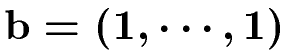 b = (1, ⋯ , 1)